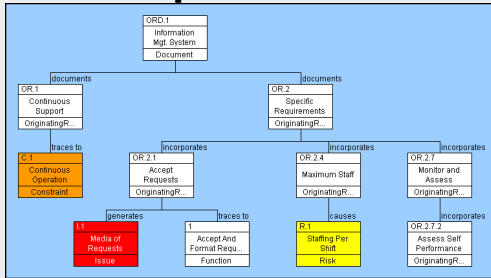 ORD.1
Information
Mgt. System
Document
documents
documents
OR.1
Continuous
Support
OriginatingR...
OR.2
Specific
Requirements
OriginatingR...
traces to
incorporates
incorporates
incorporates
C.1
Continuous
Operation
Constraint
OR.2.1
Accept
Requests
OriginatingR...
OR.2.4
Maximum Staff
OriginatingR...
OR.2.7
Monitor and
Assess
OriginatingR...
generates
traces to
causes
incorporates
I.1
Media of
Requests
Issue
1
Accept And
Format Requ...
Function
R.1
Staffing Per
Shift
Risk
OR.2.7.2
Assess Self
Performance
OriginatingR...